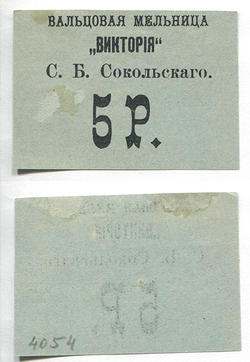 ВАЛЬЦОВАЯ МЕЛЬНИЦА
„ВИКТОРІЯ“
С. Б. Сокольскаго.
5 Р.
4054